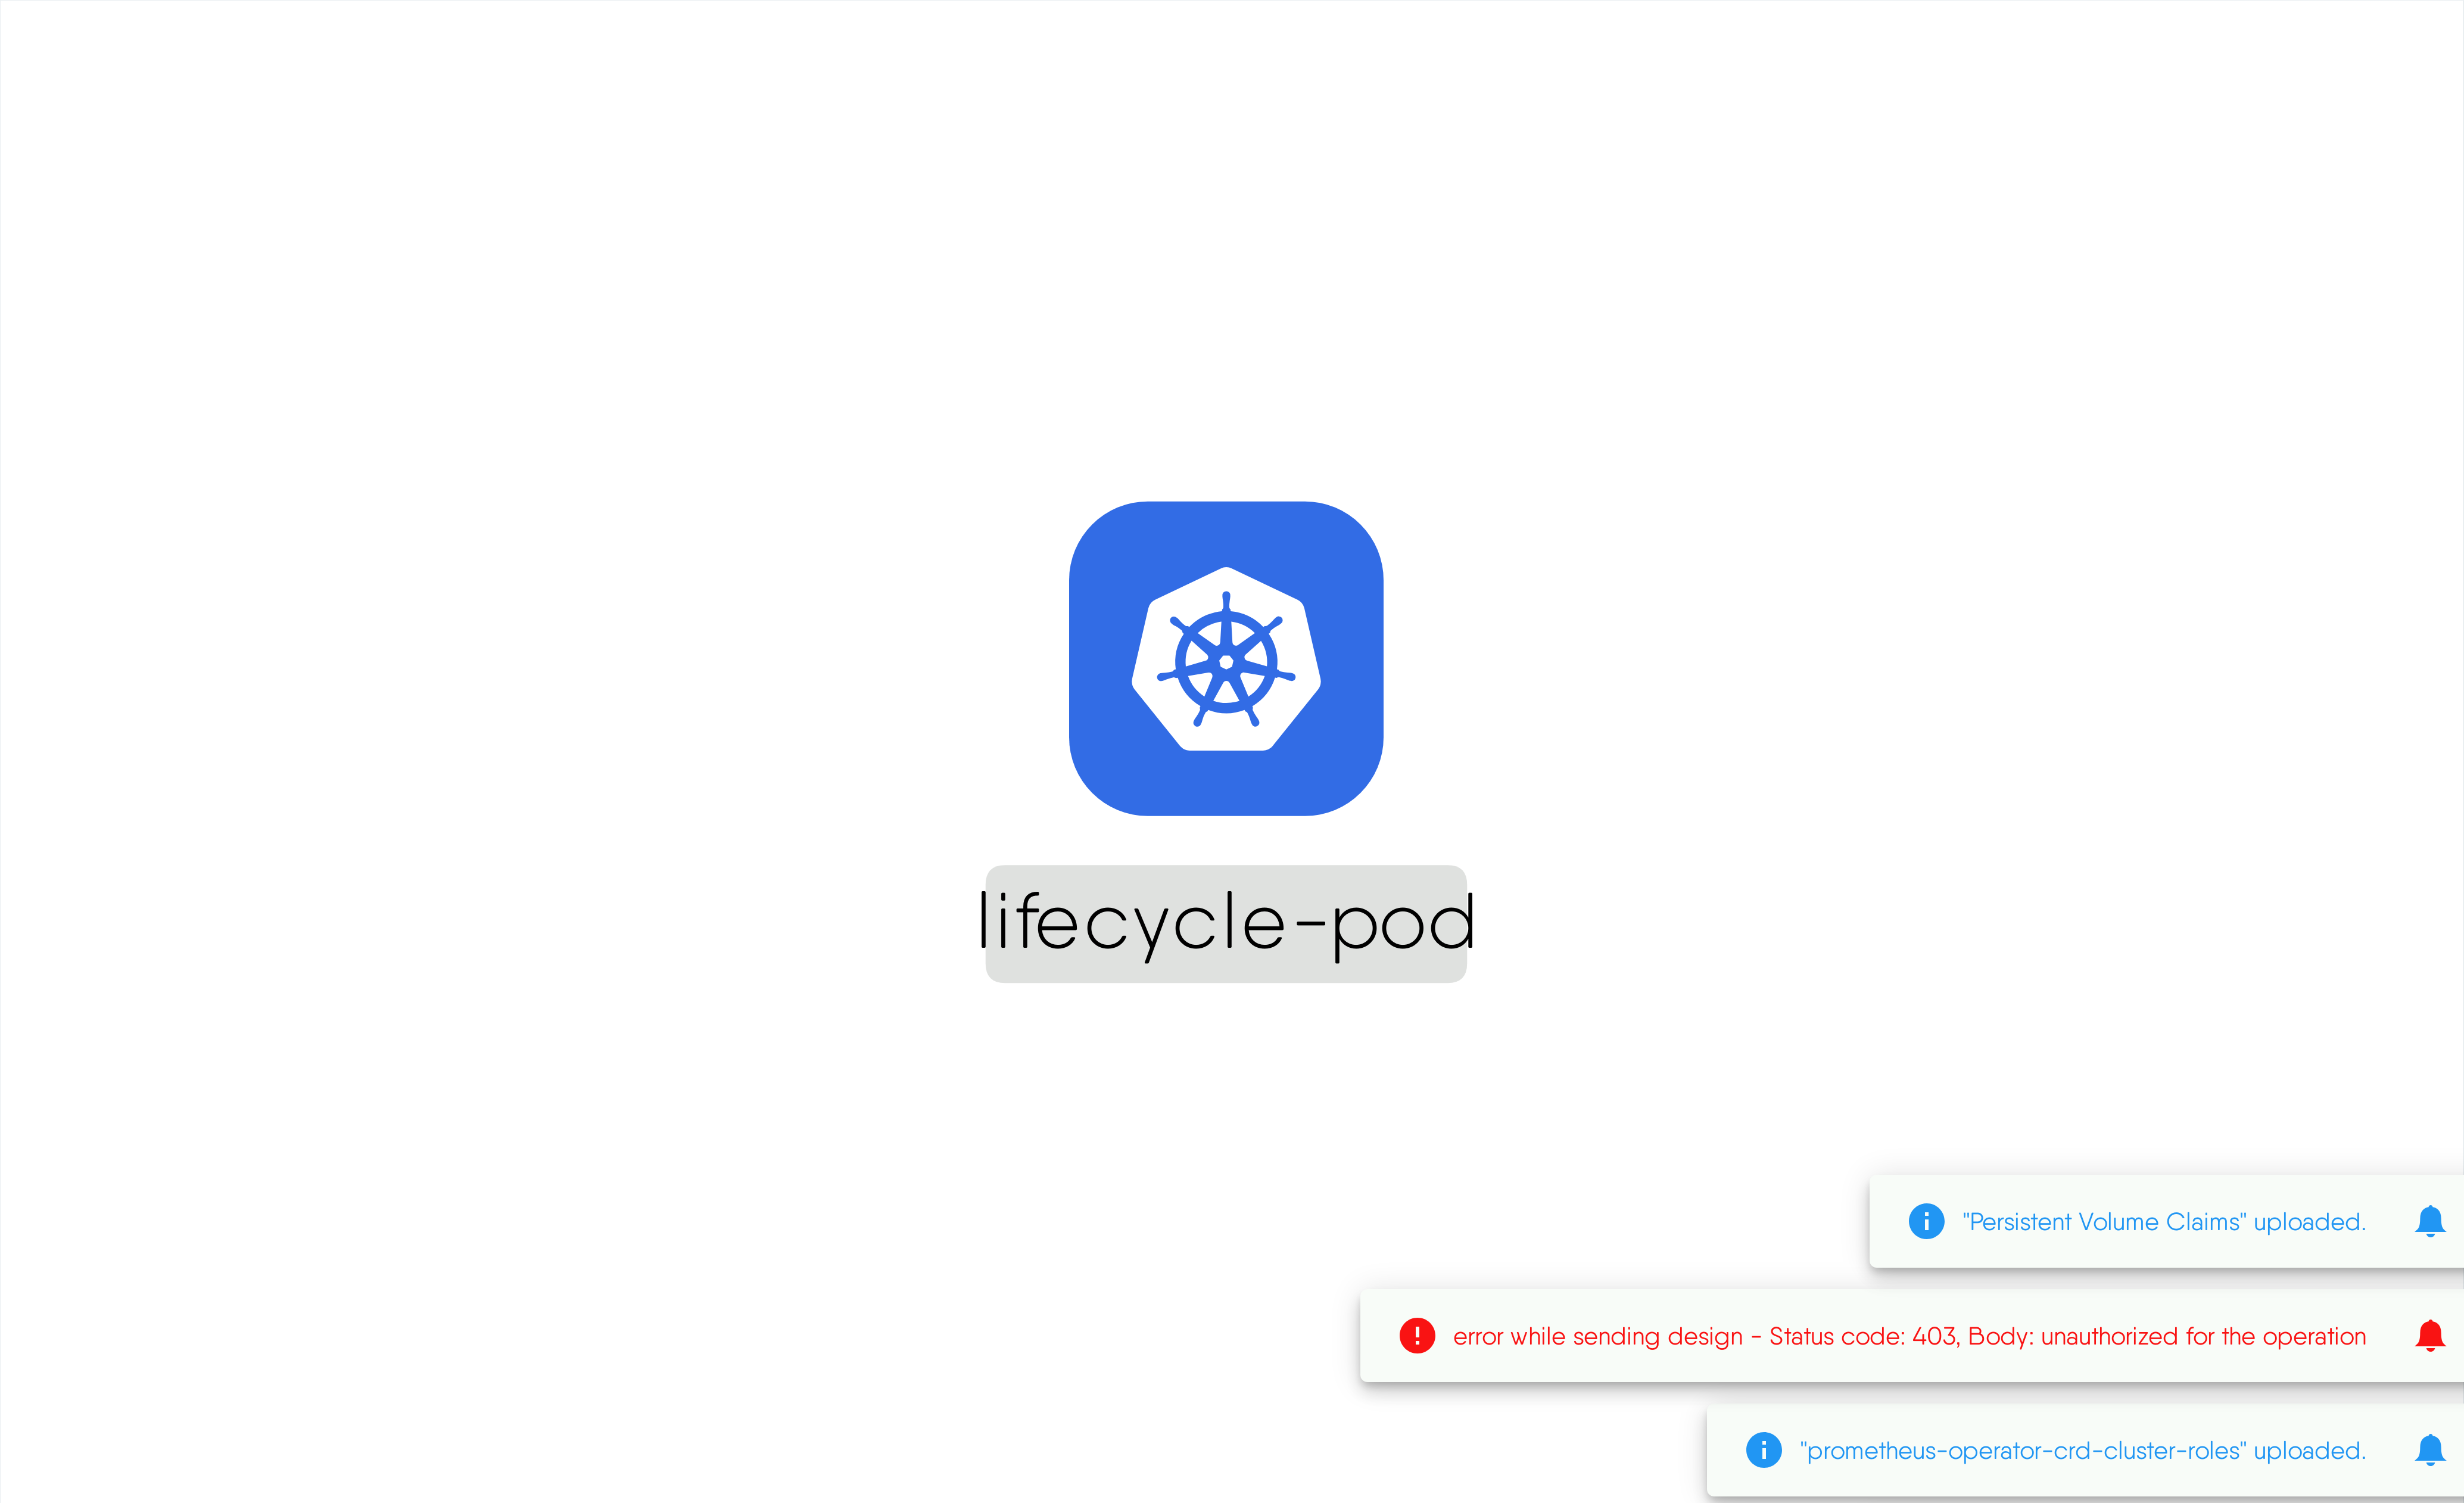 lifecycle-pod
"Persistent Volume Claims" uploaded.
error while sending design - Status code: 403, Body: unauthorized for the operation
"prometheus-operator-crd-cluster-roles" uploaded.